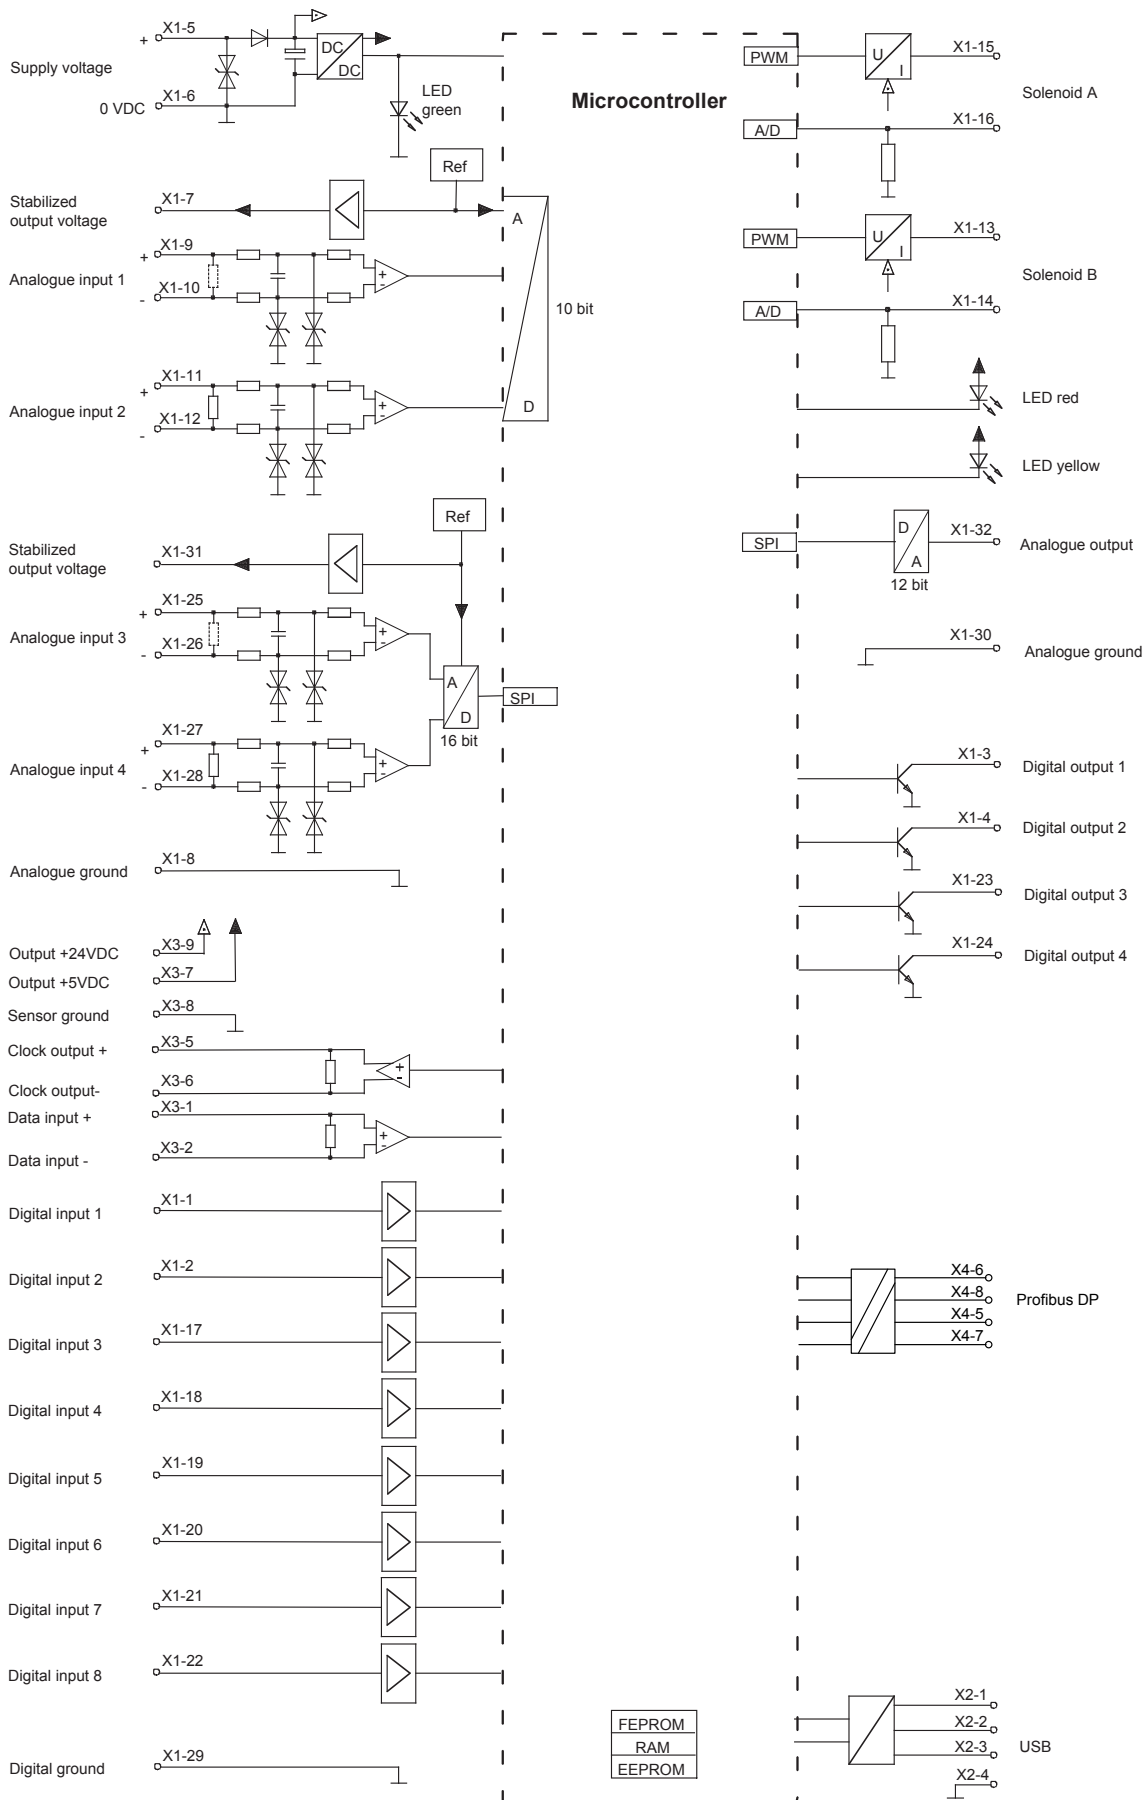 X1-5
+
Supply voltage
X1-6
0 VDC
DC
DC
LED
green
Microcontroller
Ref
Stabilized
output voltage
X1-7
A
X1-9
+
Analogue input 1
X1-10
-
+
-
10 bit
X1-11
+
Analogue input 2
X1-12
-
+
-
D
Ref
Stabilized
output voltage
X1-31
X1-25
+
Analogue input 3
X1-26
-
+
-
A
D
16 bit
SPI
X1-27
+
Analogue input 4
X1-28
-
+
-
Analogue ground
X1-8
Output +24VDC
X3-9
Output +5VDC
X3-7
Sensor ground
X3-8
Clock output +
X3-5
+
-
Clock output-
X3-6
Data input +
X3-1
+
-
Data input -
X3-2
Digital input 1
X1-1
Digital input 2
X1-2
Digital input 3
X1-17
Digital input 4
X1-18
Digital input 5
X1-19
Digital input 6
X1-20
Digital input 7
X1-21
Digital input 8
X1-22
Digital ground
X1-29
FEPROM
RAM
EEPROM
PWM
U
I
X1-15
Solenoid A
A/D
X1-16
PWM
U
I
X1-13
Solenoid B
A/D
X1-14
LED red
LED yellow
SPI
D
A
12 bit
X1-32
Analogue output
X1-30
Analogue ground
X1-3
Digital output 1
X1-4
Digital output 2
X1-23
Digital output 3
X1-24
Digital output 4
X4-6
X4-8
X4-5
X4-7
Profibus DP
X2-1
X2-2
X2-3
X2-4
USB